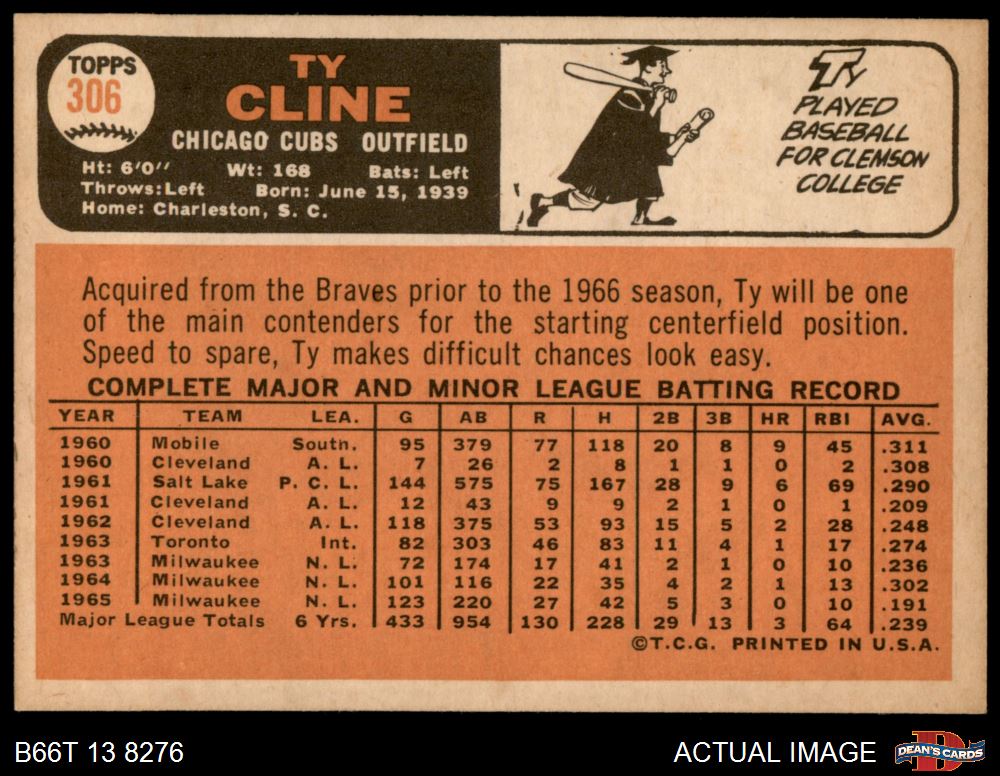 TOPPS
306
TY
CLINE
CHICAGO CUBS OUTFIELD
Ht: 6'0" Wt: 168 Bats: Left
Throws: Left Born: June 15, 1939
Home: Charleston, S. C.
TY
PLAYED
BASEBALL
FOR CLEMSON
COLLEGE
Acquired from the Braves prior to the 1966 season, Ty will be one
of the main contenders for the starting centerfield position.
Speed to spare, Ty makes difficult chances look easy.
COMPLETE MAJOR AND MINOR LEAGUE BATTING RECORD
YEAR TEAM LEA. G AB R H 2B 3B HR RBI AVG.
1960 Mobile South. 95 379 77 118 20 8 9 45 .311
1960 Cleveland A. L. 7 26 2 8 1 1 0 2 .308
1961 Salt Lake P. C. L. 144 575 75 167 28 9 6 69 .290
1961 Cleveland A. L. 12 43 9 9 2 1 0 1 .209
1962 Cleveland A. L. 118 375 53 93 15 5 2 28 .248
1963 Toronto Int. 82 303 46 83 11 4 1 17 .274
1963 Milwaukee N. L. 72 174 17 41 2 1 0 10 .236
1964 Milwaukee N. L. 101 116 22 35 4 2 1 13 .302
1965 Milwaukee N. L. 123 220 27 42 5 3 0 10 .191
Major League Totals 6 Yrs. 433 954 130 228 29 13 3 64 .239
©T.C.G. PRINTED IN U.S.A.
B66T 13 8276
ACTUAL IMAGE
D
DEAN'S CARDS